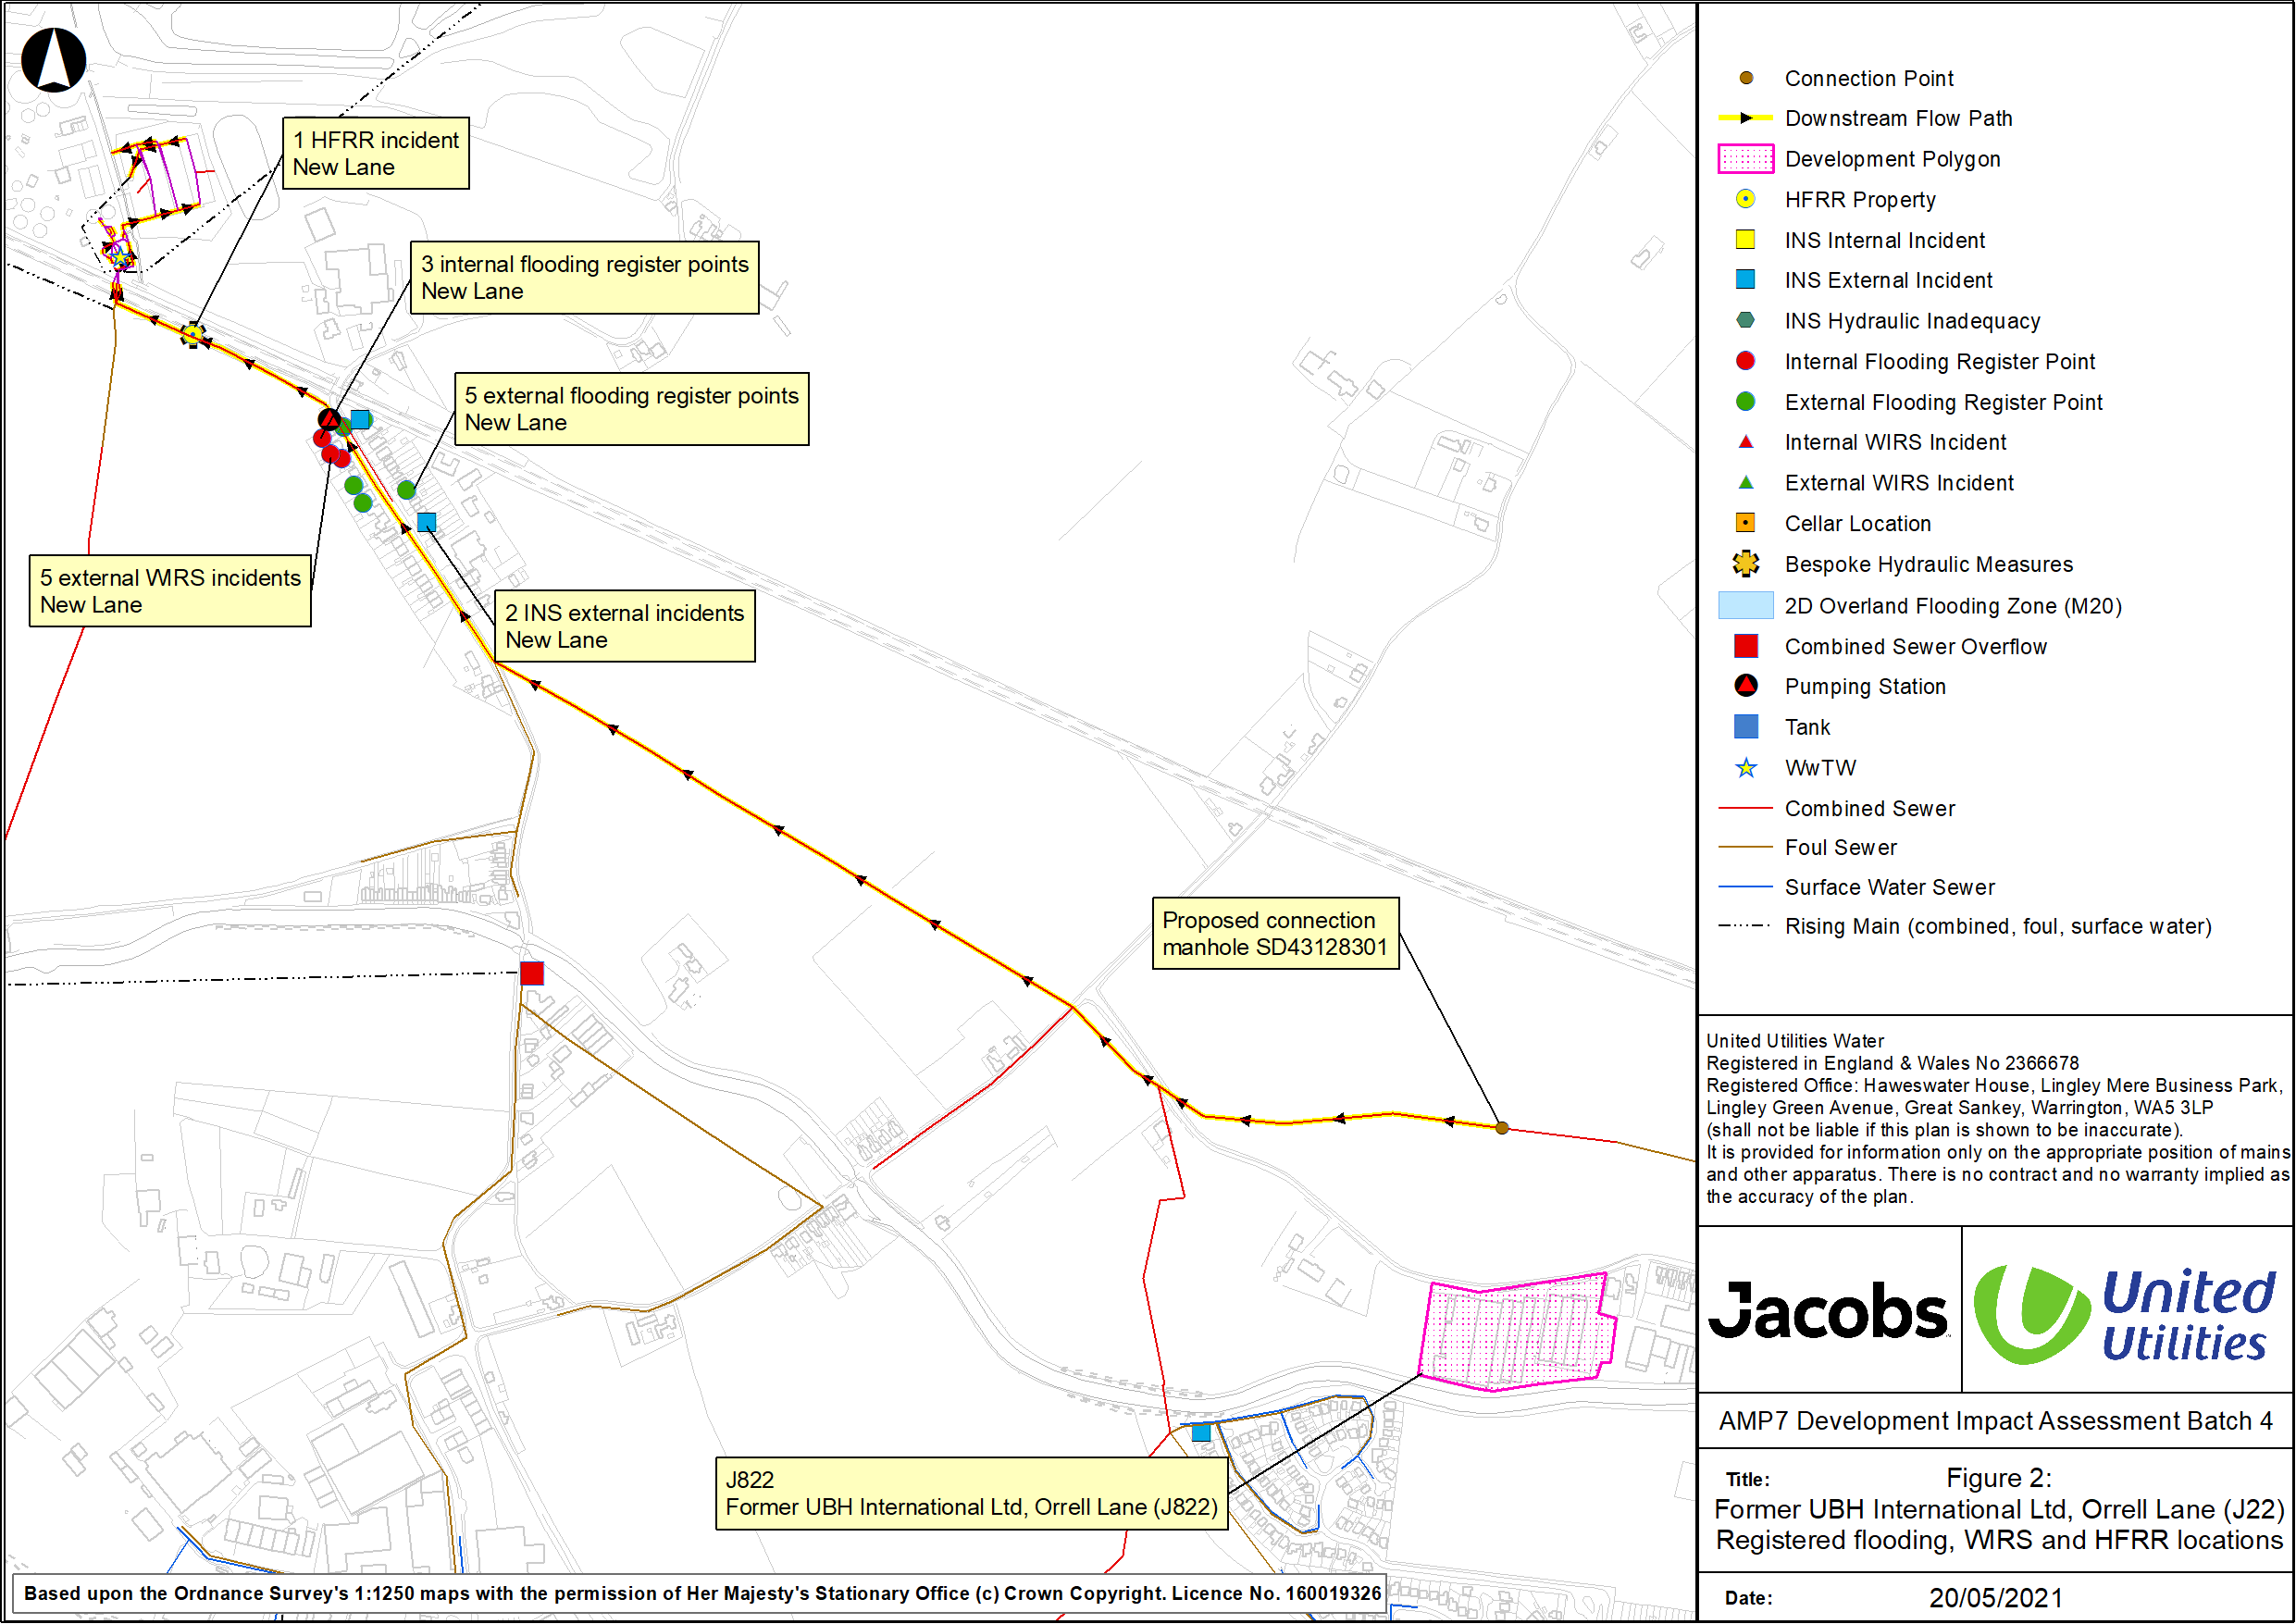 1 HFRR incident
New Lane
3 internal flooding register points
New Lane
5 external flooding register points
New Lane
5 external WIRS incidents
New Lane
2 INS external incidents
New Lane
Proposed connection
manhole SD43128301
J822
Former UBH International Ltd, Orrell Lane (J822)
Based upon the Ordnance Survey's 1:1250 maps with the permission of Her Majesty's Stationary Office (c) Crown Copyright. Licence No. 160019326
Connection Point
Downstream Flow Path
Development Polygon
HFRR Property
INS Internal Incident
INS External Incident
INS Hydraulic Inadequacy
Internal Flooding Register Point
External Flooding Register Point
Internal WIRS Incident
External WIRS Incident
Cellar Location
Bespoke Hydraulic Measures
2D Overland Flooding Zone (M20)
Combined Sewer Overflow
Pumping Station
Tank
WwTW
Combined Sewer
Foul Sewer
Surface Water Sewer
Rising Main (combined, foul, surface water)
United Utilities Water
Registered in England & Wales No 2366678
Registered Office: Haweswater House, Lingley Mere Business Park,
Lingley Green Avenue, Great Sankey, Warrington, WA5 3LP
(shall not be liable if this plan is shown to be inaccurate).
It is provided for information only on the appropriate position of mains
and other apparatus. There is no contract and no warranty implied as
the accuracy of the plan.
Jacobs
United
Utilities
AMP7 Development Impact Assessment Batch 4
Title: Figure 2:
Former UBH International Ltd, Orrell Lane (J22)
Registered flooding, WIRS and HFRR locations
Date: 20/05/2021